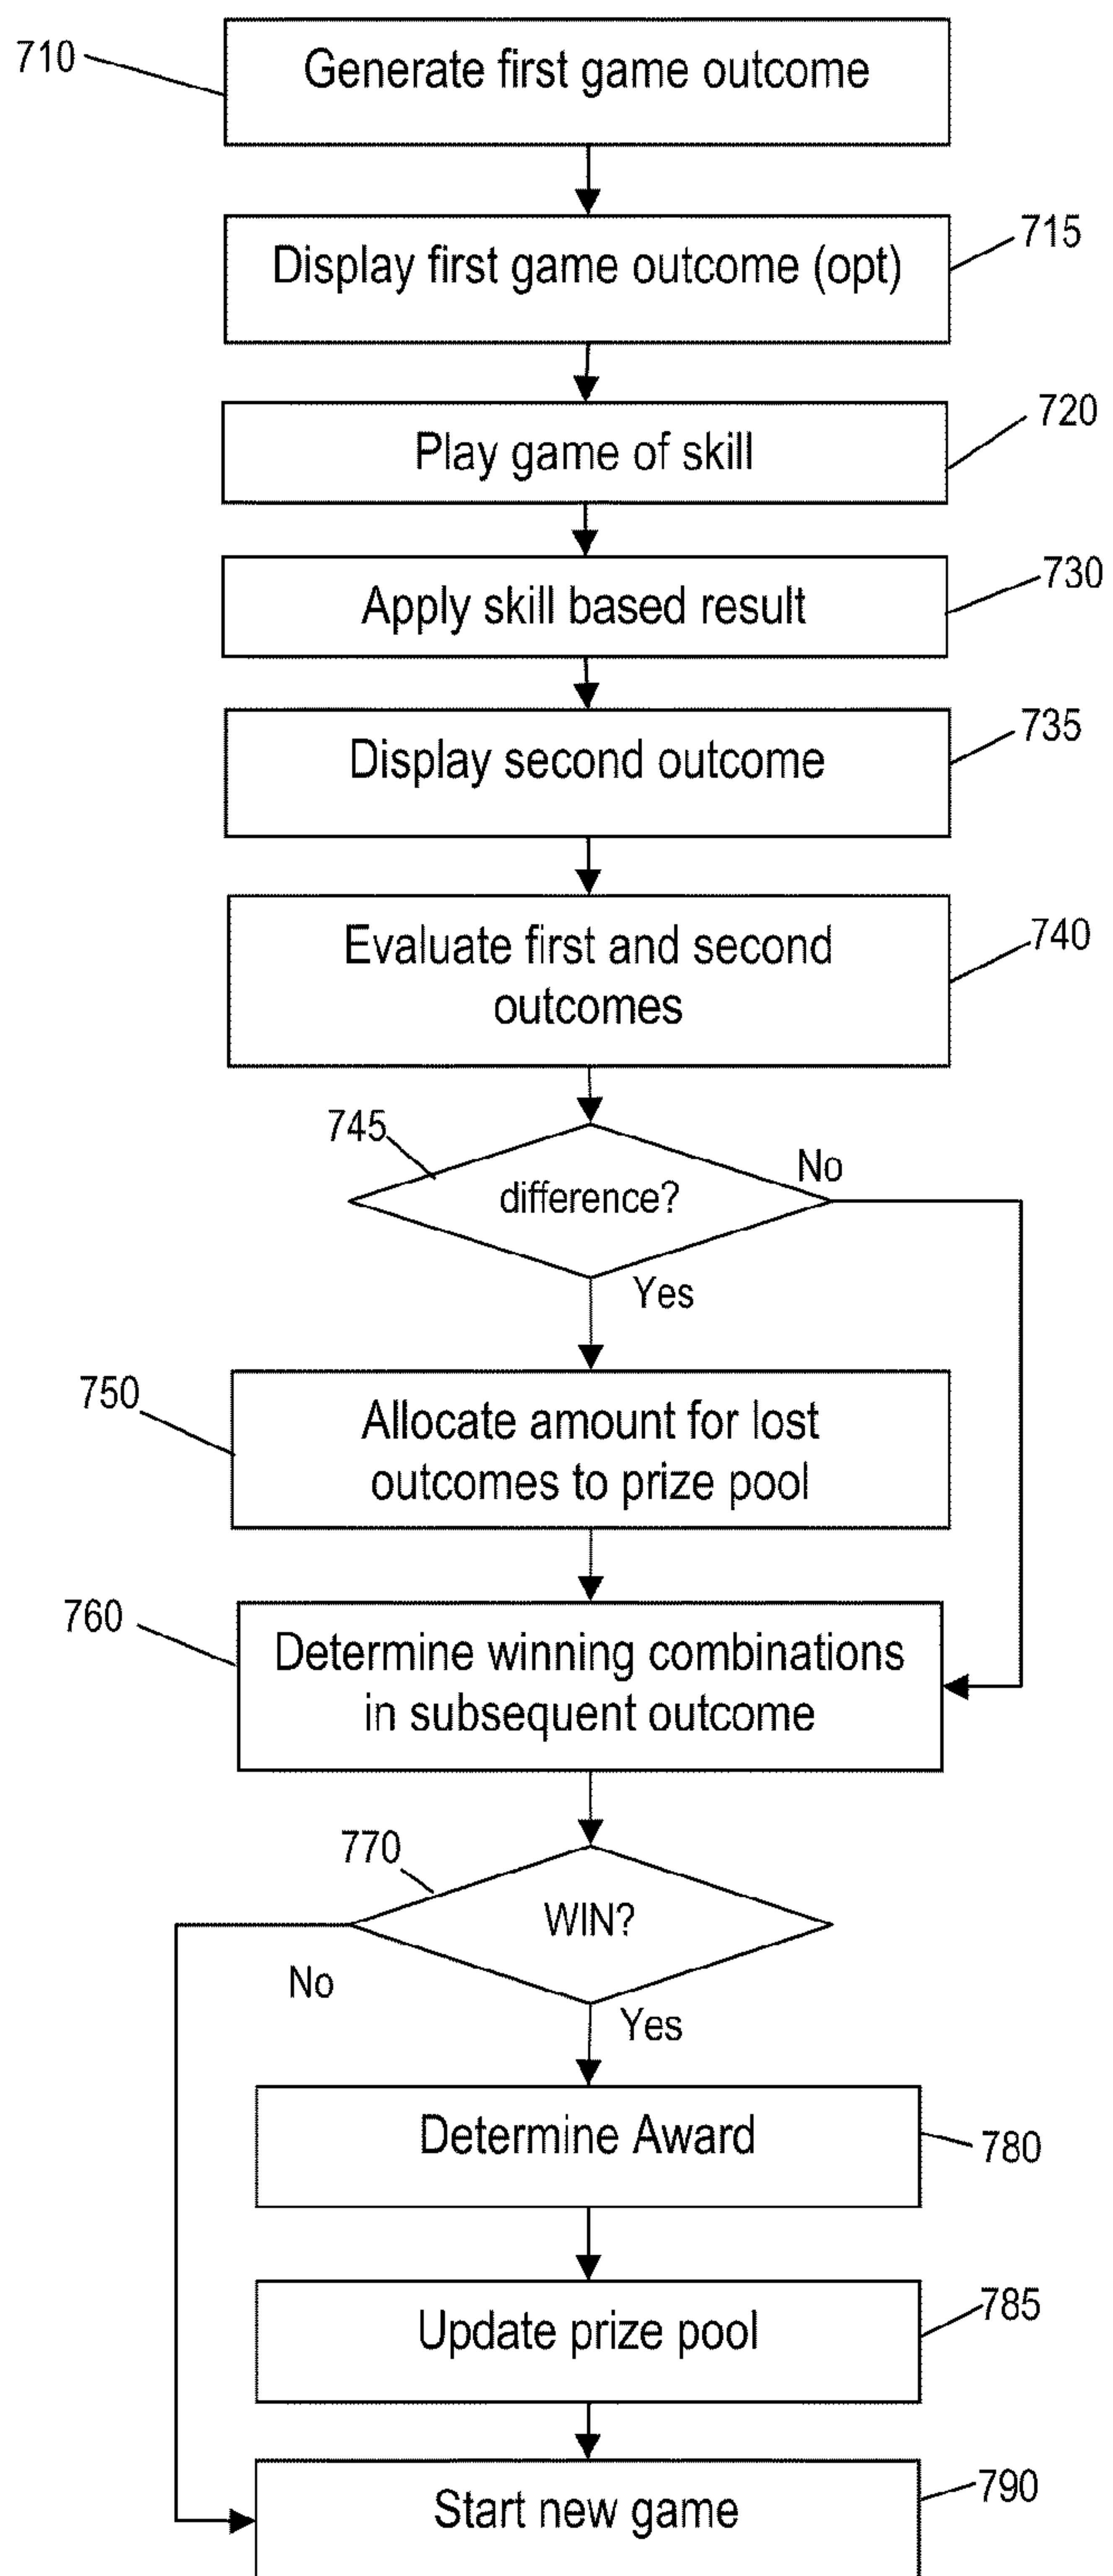 710
Generate first game outcome
715
Display first game outcome (opt)
720
Play game of skill
730
Apply skill based result
735
Display second outcome
740
Evaluate first and second
outcomes
745
difference?
No
Yes
750
Allocate amount for lost
outcomes to prize pool
760
Determine winning combinations
in subsequent outcome
770
WIN?
No
Yes
Determine Award
780
Update prize pool
785
Start new game
790